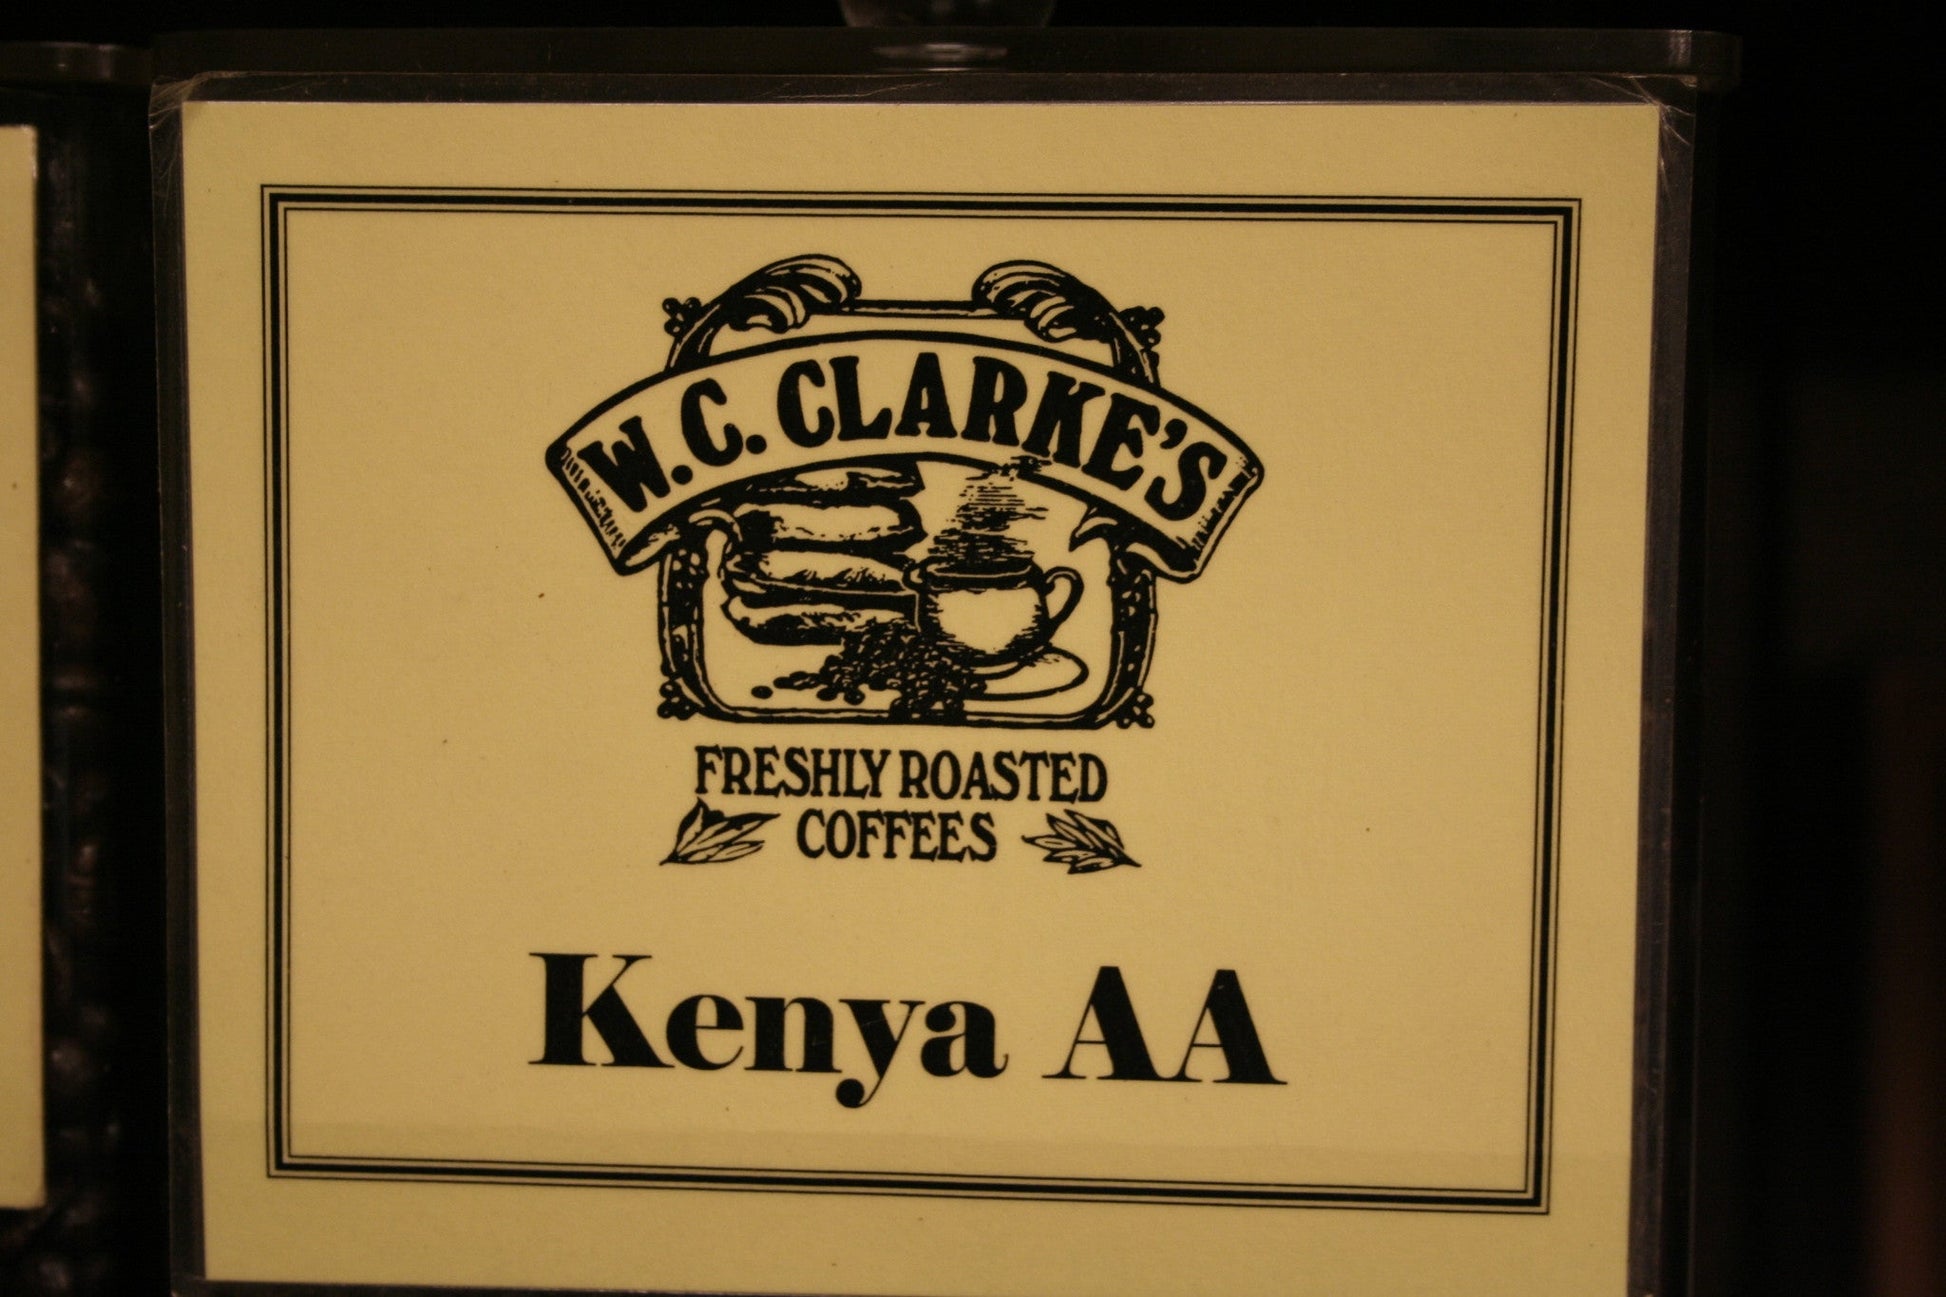 W.C. CLARKE'S
FRESHLY ROASTED
COFFEES
Kenya AA